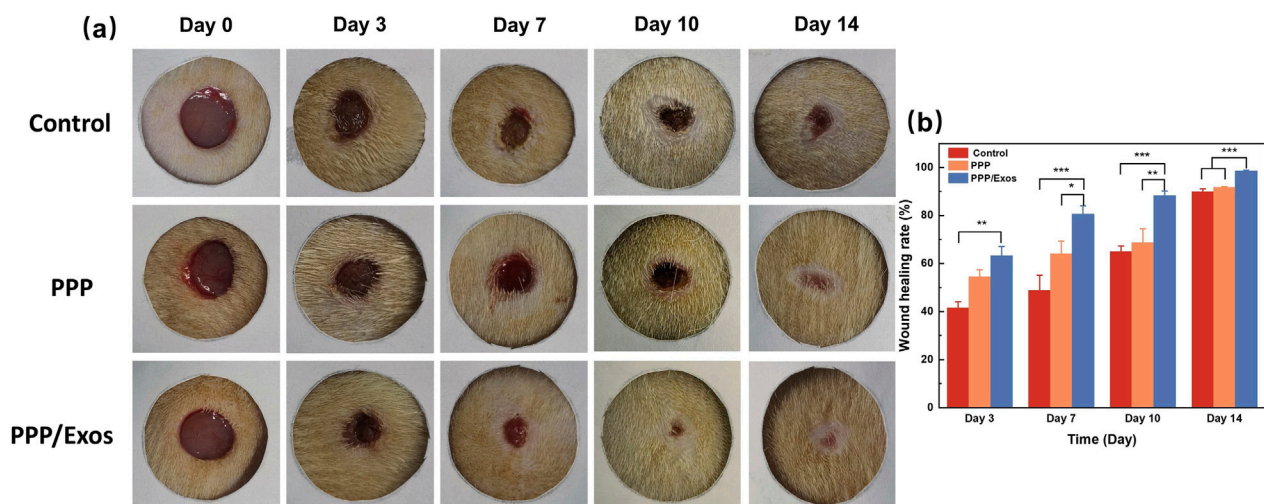 (a)
Day 0 Day 3 Day 7 Day 10 Day 14
Control
PPP
PPP/Exos
(b)
Control
PPP
PPP/Exos
Wound healing rate (%)
100
80
60
40
20
0
**
***
*
***
**
***
Day 3 Day 7 Day 10 Day 14
Time (Day)